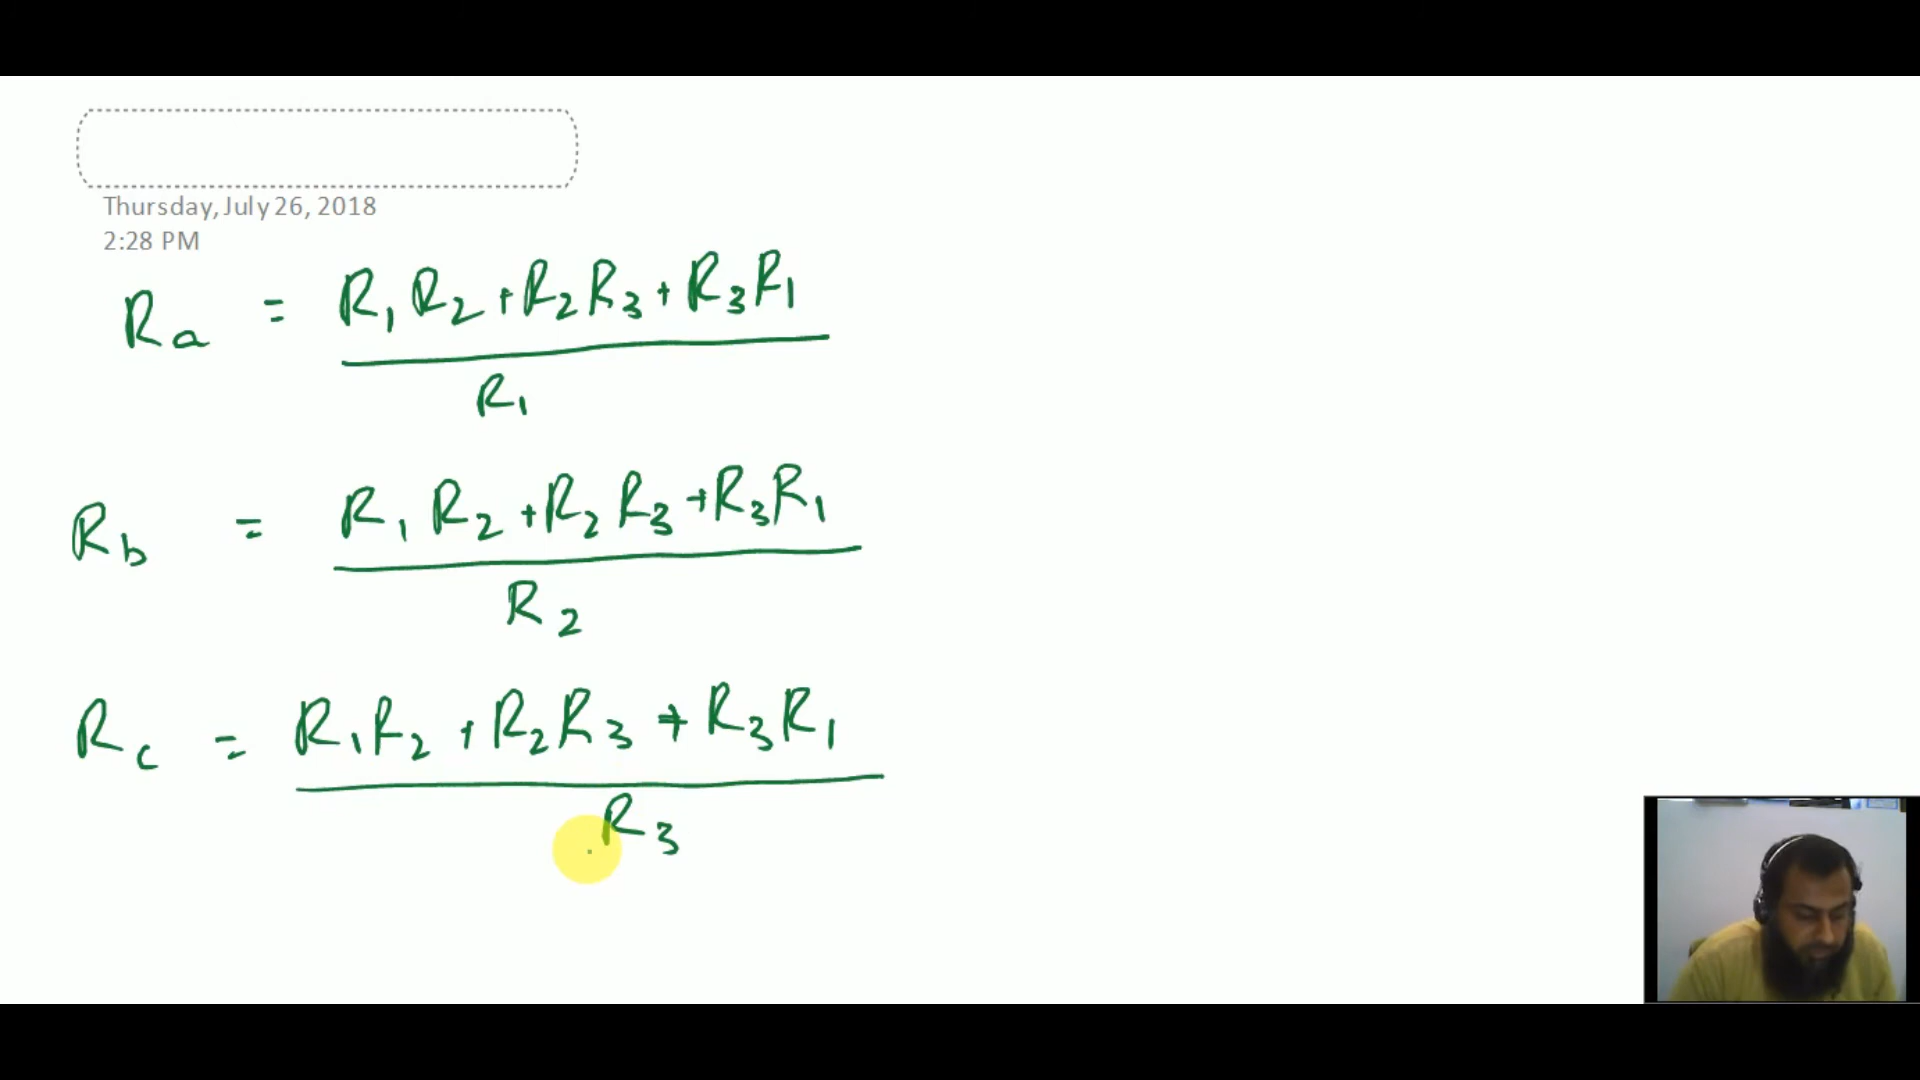 Thursday, July 26, 2018
2:28 PM
Ra = R1R2+R2R3+R3R1
R1
Rb = R1R2+R2R3+R3R1
R2
Rc = R1R2+R2R3+R3R1
R3